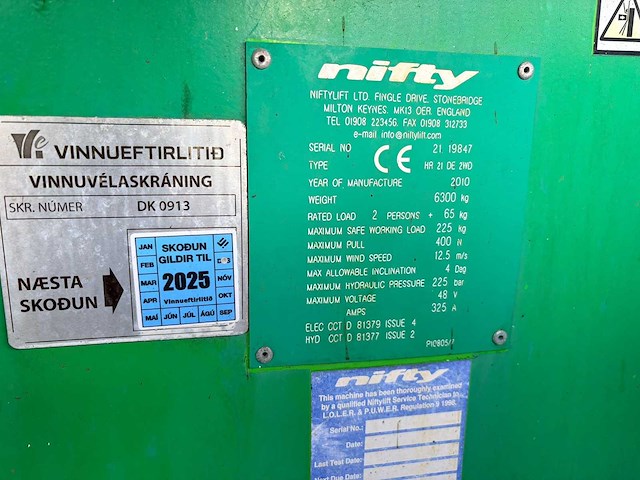 VINNUEFTIRLITIÐ
VINNUVÉLASKRÁNING
SKR. NÚMER DK 0913
NÆSTA
SKOÐUN
JAN
FEB
MAR
APR
MAÍ JÚN JÚL ÁGÚ SEP
OKT
NÓV
SKOÐUN
GILDIR TIL
2025
Vinnueftirlitið
nifty
NIFTYLIFT LTD. FINGLE DRIVE, STONEBRIDGE
MILTON KEYNES. MK13 OER. ENGLAND
TEL 01908 223456. FAX 01908 312733
e-mail info@niftylift.com
SERIAL NO 21 19847
TYPE CE HR 21 DE 2WD
YEAR OF MANUFACTURE 2010
WEIGHT 6300 kg
RATED LOAD 2 PERSONS + 65 kg
MAXIMUM SAFE WORKING LOAD 225 kg
MAXIMUM PULL 400 N
MAXIMUM WIND SPEED 12.5 m/s
MAX ALLOWABLE INCLINATION 4 Deg
MAXIMUM HYDRAULIC PRESSURE 225 bar
MAXIMUM VOLTAGE 48 V
AMPS 325 A
ELEC CCT D 81379 ISSUE 4
HYD CCT D 81377 ISSUE 2
nifty
This machine has been thoroughly examined
by a qualified Niftylift Service Technician to
L.O.L.E.R & P.U.W.E.R Regulation 9 1998.
Serial No.:
Date:
Last Test Date:
Next Due Date: